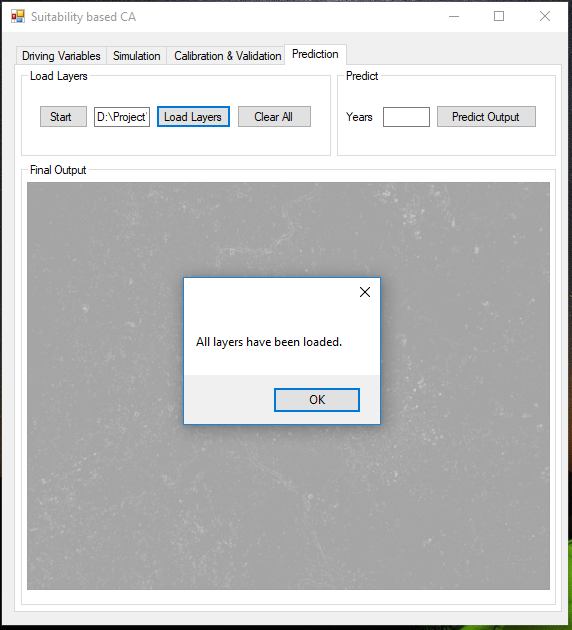 Suitability based CA
Driving Variables Simulation Calibration & Validation Prediction
Load Layers
Start D:\Project\ Load Layers Clear All
Predict
Years Predict Output
Final Output
All layers have been loaded.
OK